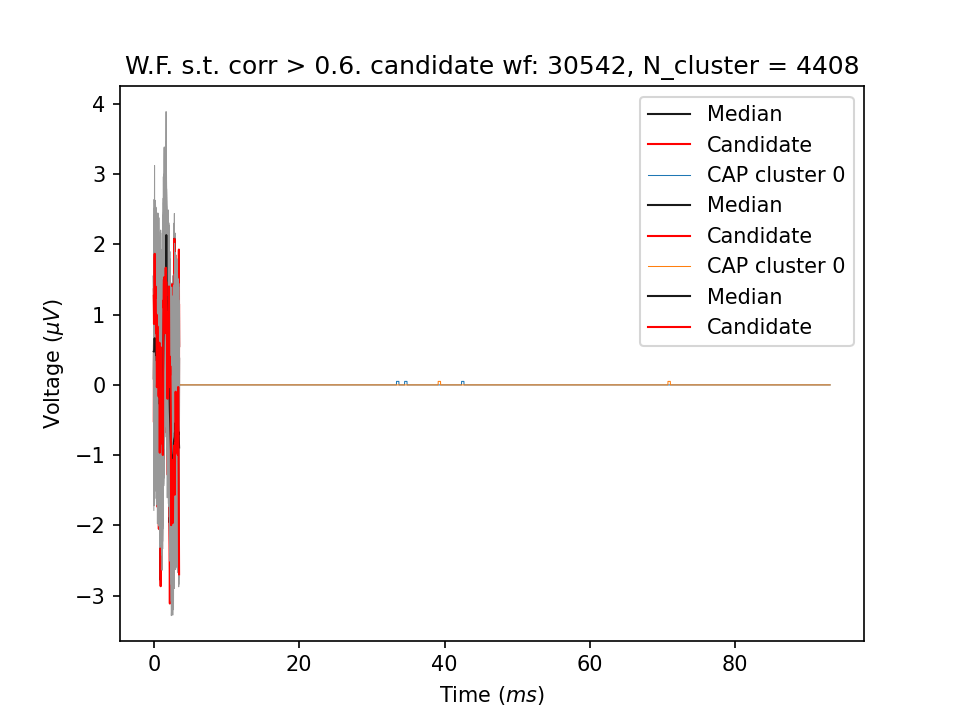 W.F. s.t. corr > 0.6. candidate wf: 30542, N_cluster = 4408
4
3
2
1
0
−1
−2
−3
Voltage (μV)
Median
Candidate
CAP cluster 0
Median
Candidate
CAP cluster 0
Median
Candidate
0 20 40 60 80
Time (ms)